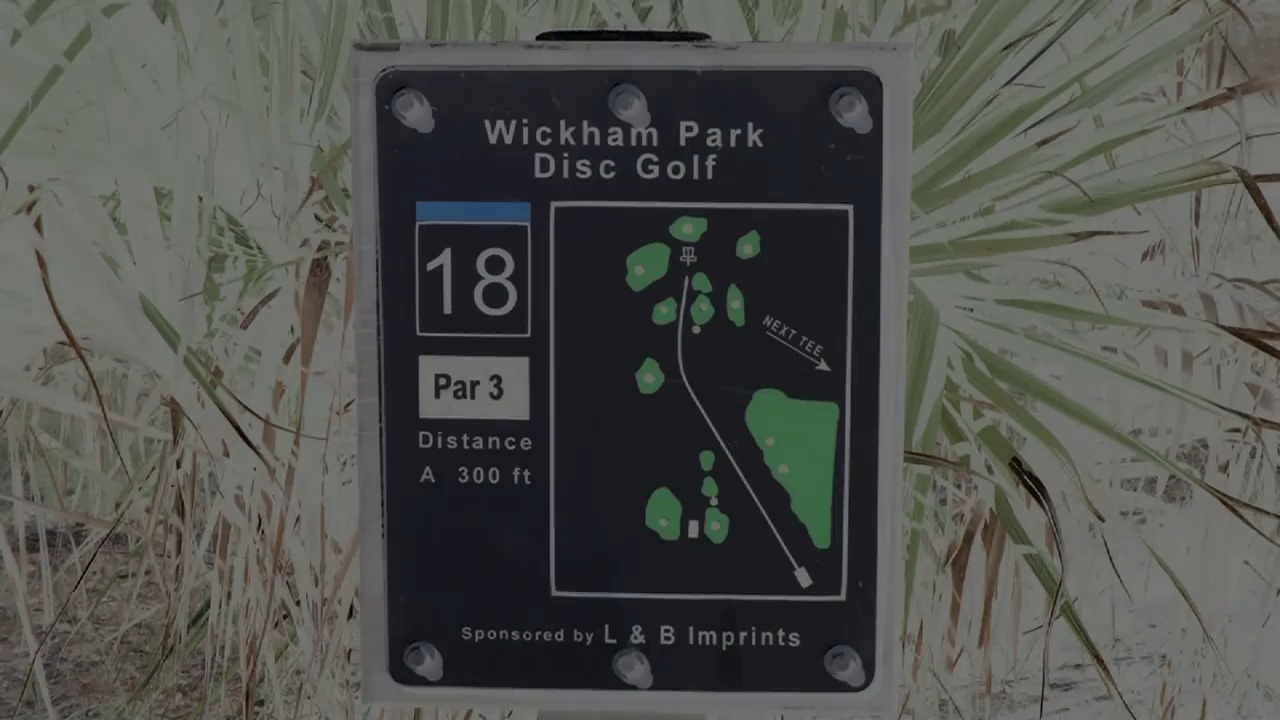 Wickham Park
Disc Golf
18
Par 3
Distance
A 300 ft
NEXT TEE
Sponsored by L & B Imprints